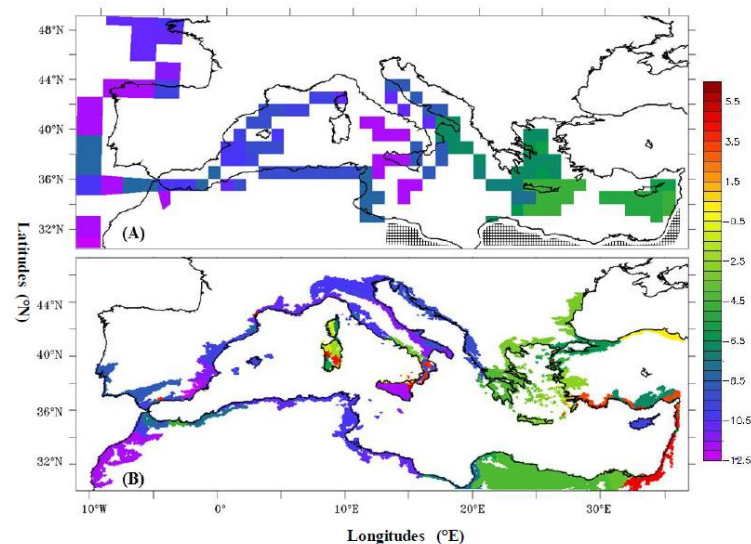 48°N
44°N
40°N
36°N
32°N
(A)
Latitudes (°N)
44°N
40°N
36°N
32°N
(B)
10°W
0°
10°E
20°E
30°E
Longitudes (°E)
5.5
3.5
1.5
−0.5
−2.5
−4.5
−6.5
−8.5
−10.5
−12.5